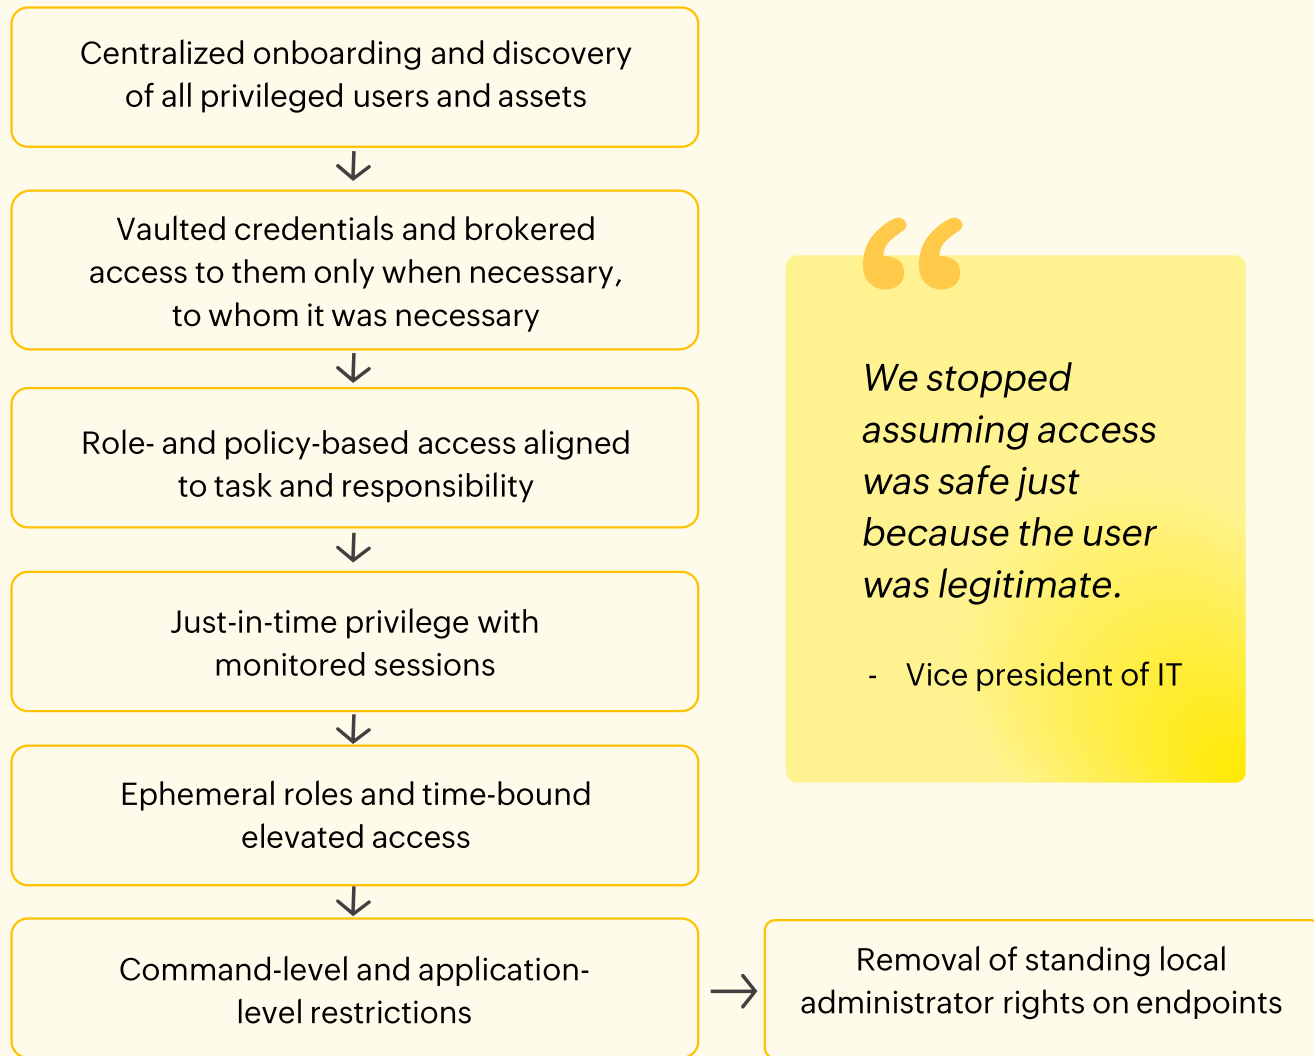 Centralized onboarding and discovery
of all privileged users and assets
Vaulted credentials and brokered
access to them only when necessary,
to whom it was necessary
Role- and policy-based access aligned
to task and responsibility
Just-in-time privilege with
monitored sessions
Ephemeral roles and time-bound
elevated access
Command-level and application-
level restrictions
Removal of standing local
administrator rights on endpoints
“
We stopped
assuming access
was safe just
because the user
was legitimate.
- Vice president of IT